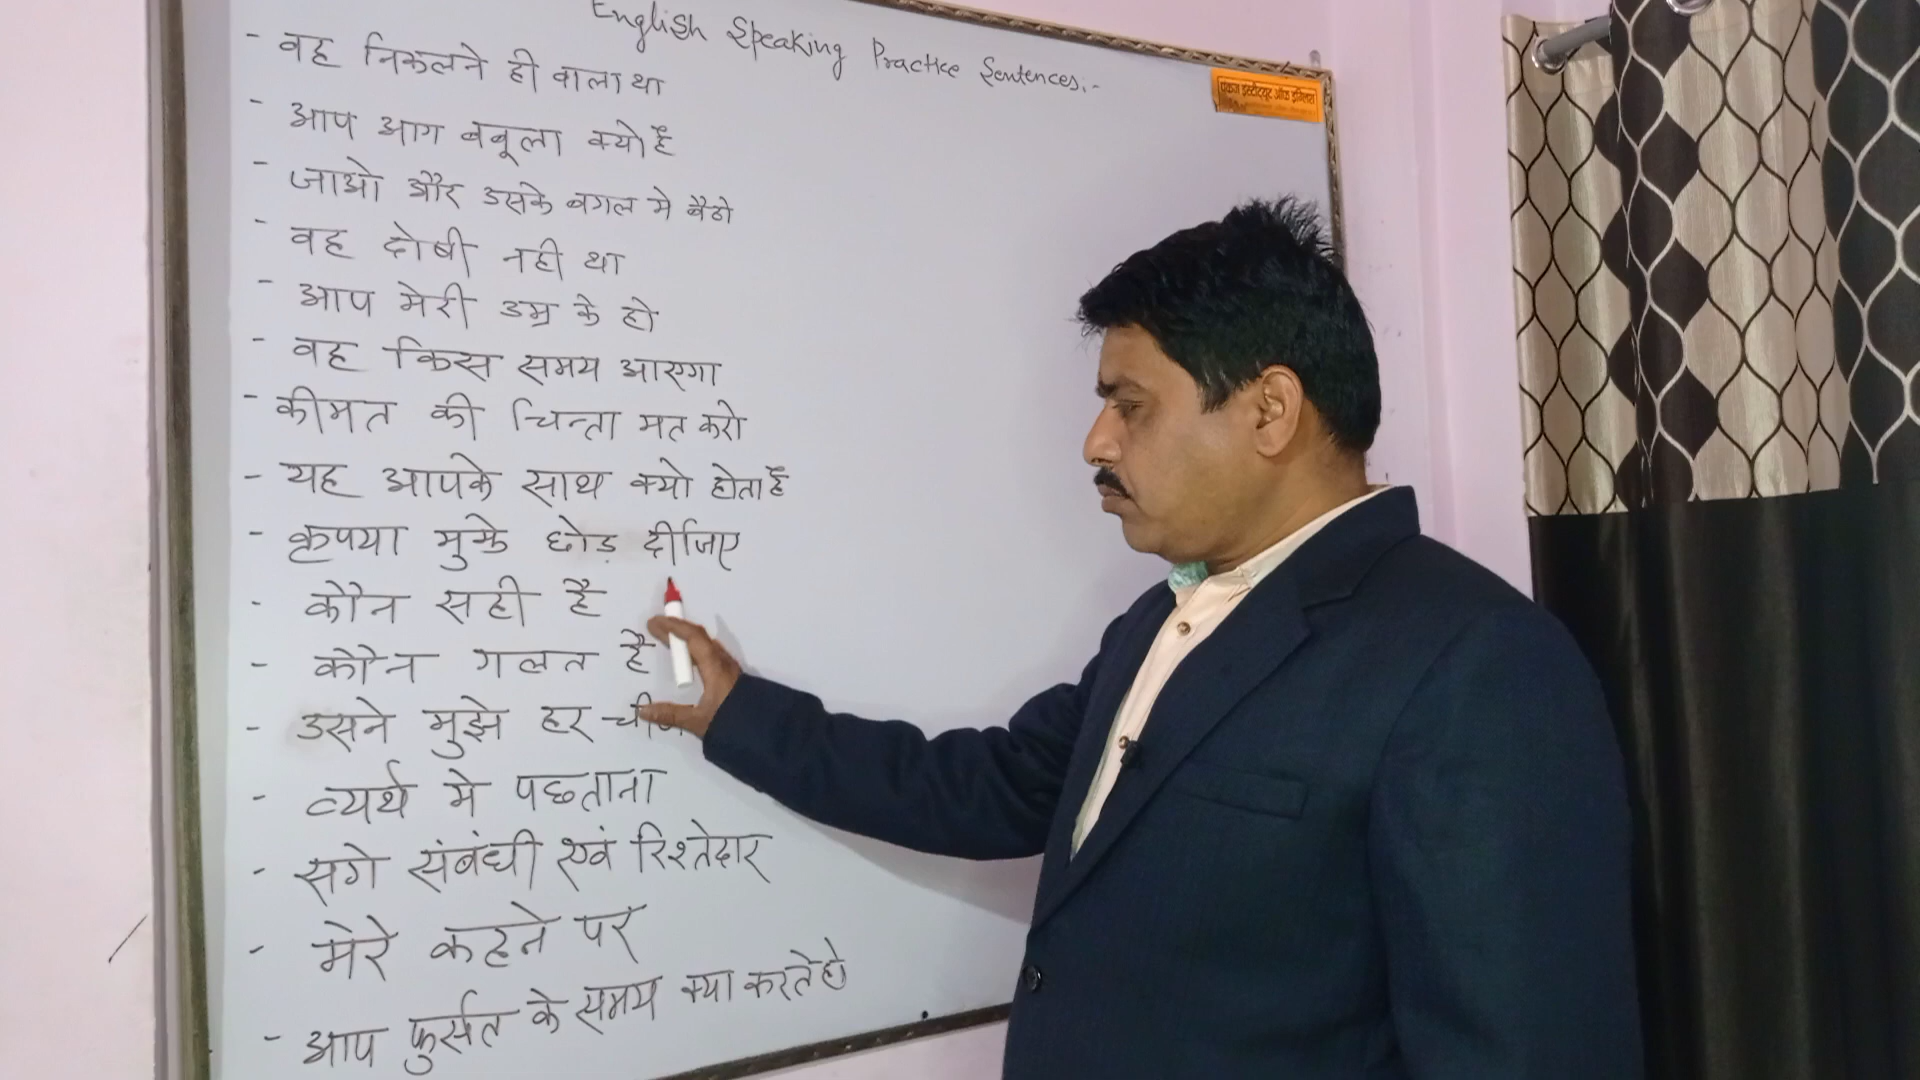 English Speaking Practice Sentences:-
- वह निकलने ही वाला था
- आप आग बबूला क्यो है
- जाओ और उसके बगल मे बैठो
- वह दोषी नही था
- आप मेरी उम्र के हो
- वह किस समय आएगा
- कीमत की चिन्ता मत करो
- यह आपके साथ क्यो होता है
- कृपया मुझे छोड़ दीजिए
- कौन सही है
- कौन गलत है
- उसने मुझे हर
- व्यर्थ मे पछताना
- सगे संबंधी एवं रिश्तेदार
- मेरे कहने पर
- आप फुर्सत के समय क्या करते हो
पंकज इंस्टीट्यूट ऑफ इंग्लिश